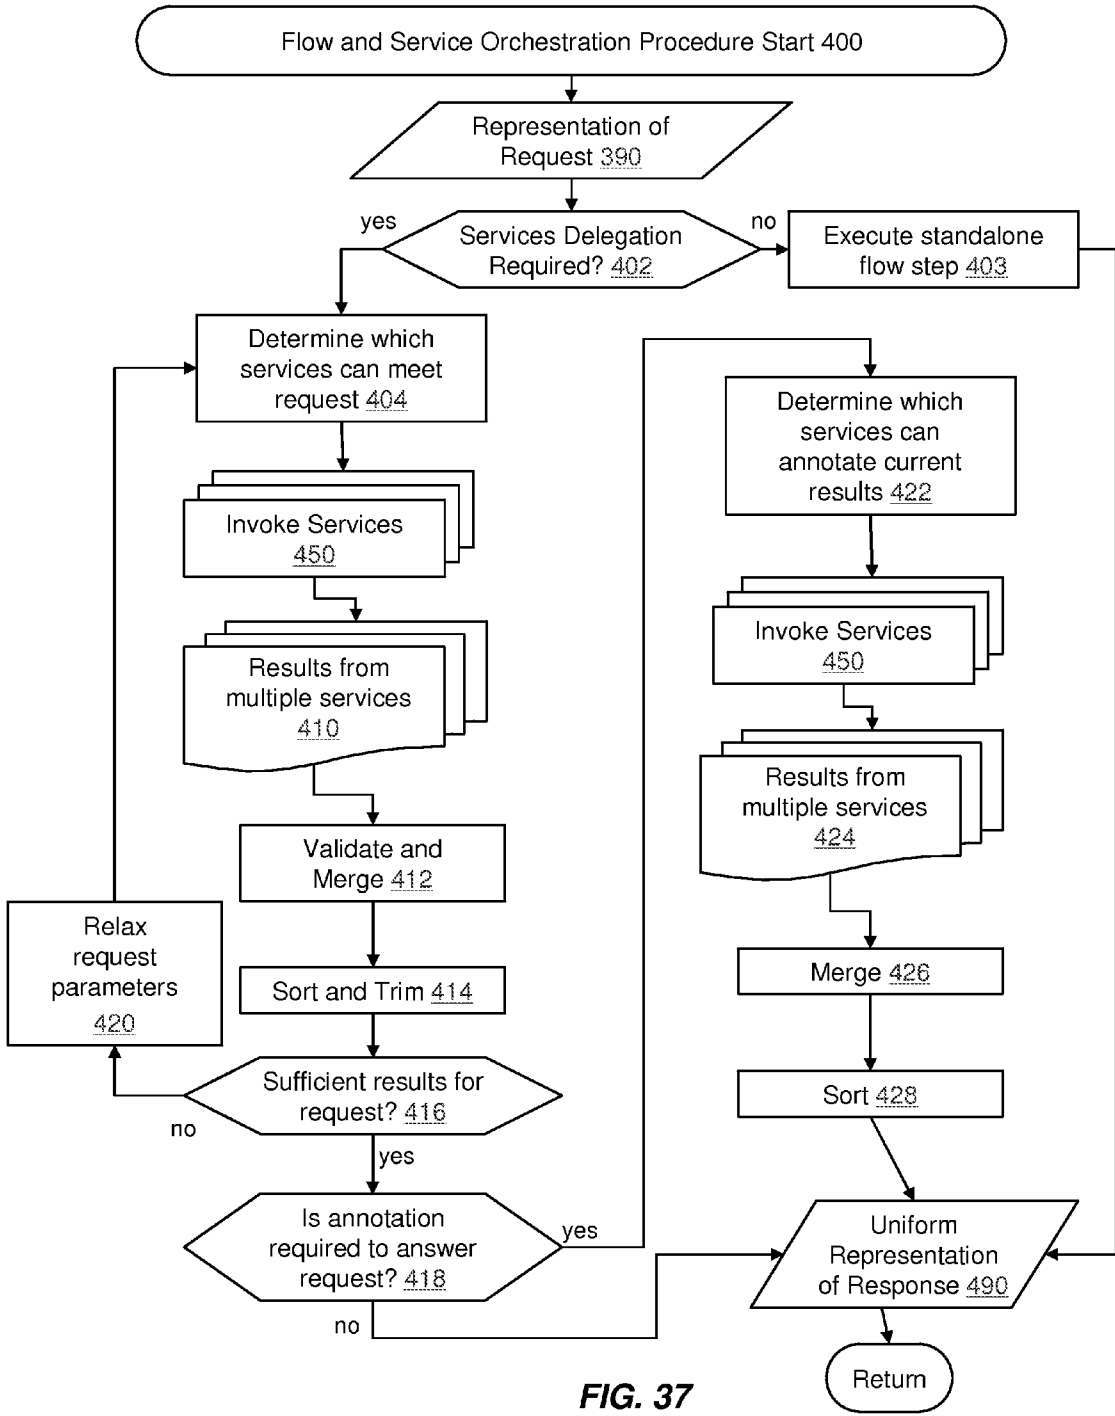 Flow and Service Orchestration Procedure Start 400
Representation of
Request 390
yes
no
Services Delegation
Required? 402
Execute standalone
flow step 403
Determine which
services can meet
request 404
Invoke Services
450
Results from
multiple services
410
Validate and
Merge 412
Relax
request
parameters
420
Sort and Trim 414
Sufficient results for
request? 416
no
yes
Is annotation
required to answer
request? 418
yes
no
Determine which
services can
annotate current
results 422
Invoke Services
450
Results from
multiple services
424
Merge 426
Sort 428
Uniform
Representation
of Response 490
Return
FIG. 37